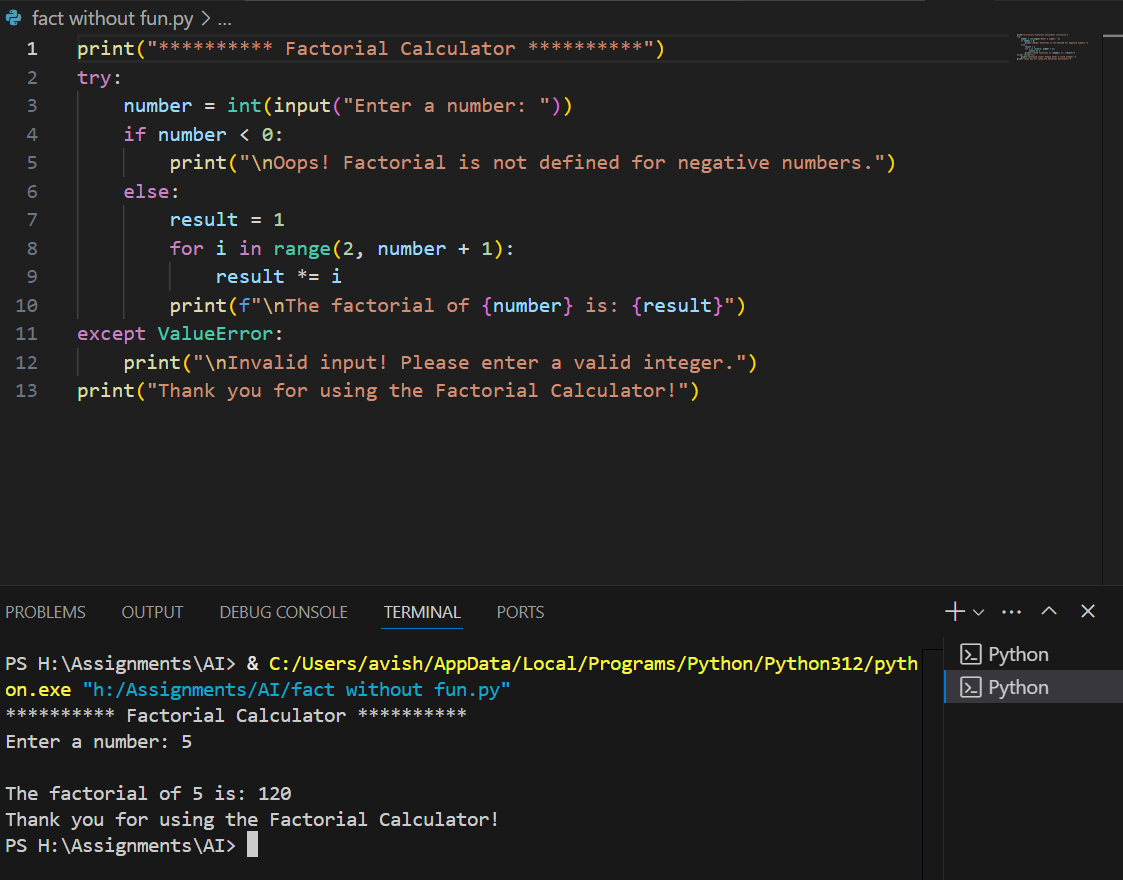 fact without fun.py > ...
1 print("********** Factorial Calculator **********")
2 try:
3     number = int(input("Enter a number: "))
4     if number < 0:
5         print("\nOops! Factorial is not defined for negative numbers.")
6     else:
7         result = 1
8         for i in range(2, number + 1):
9             result *= i
10         print(f"\nThe factorial of {number} is: {result}")
11 except ValueError:
12     print("\nInvalid input! Please enter a valid integer.")
13 print("Thank you for using the Factorial Calculator!")
PROBLEMS OUTPUT DEBUG CONSOLE TERMINAL PORTS
PS H:\Assignments\AI> & C:/Users/avish/AppData/Local/Programs/Python/Python312/pyth
on.exe "h:/Assignments/AI/fact without fun.py"
********** Factorial Calculator **********
Enter a number: 5

The factorial of 5 is: 120
Thank you for using the Factorial Calculator!
PS H:\Assignments\AI>
Python
Python